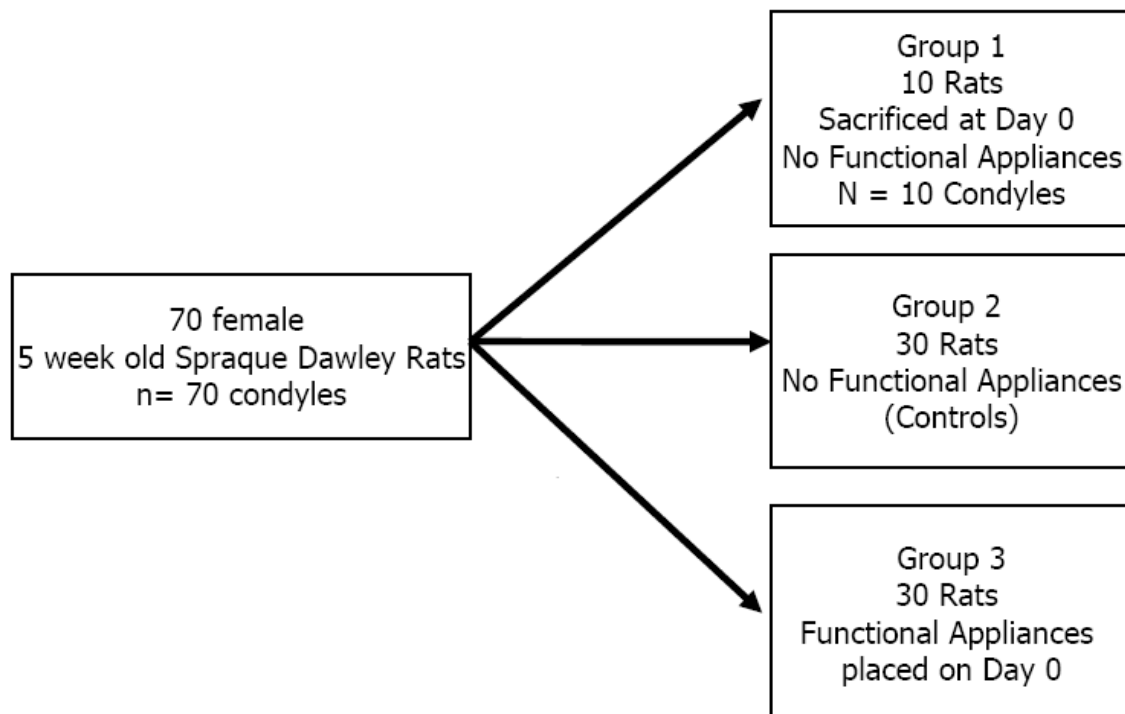 70 female
5 week old Spraque Dawley Rats
n= 70 condyles
Group 1
10 Rats
Sacrificed at Day 0
No Functional Appliances
N = 10 Condyles
Group 2
30 Rats
No Functional Appliances
(Controls)
Group 3
30 Rats
Functional Appliances
placed on Day 0